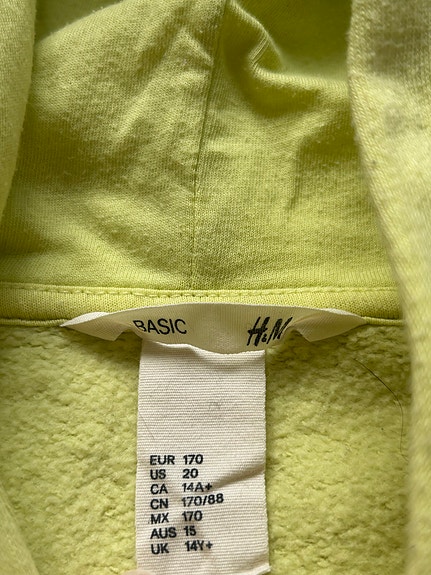 BASIC H&M
EUR 170
US 20
CA 14A+
CN 170/88
MX 170
AUS 15
UK 14Y+